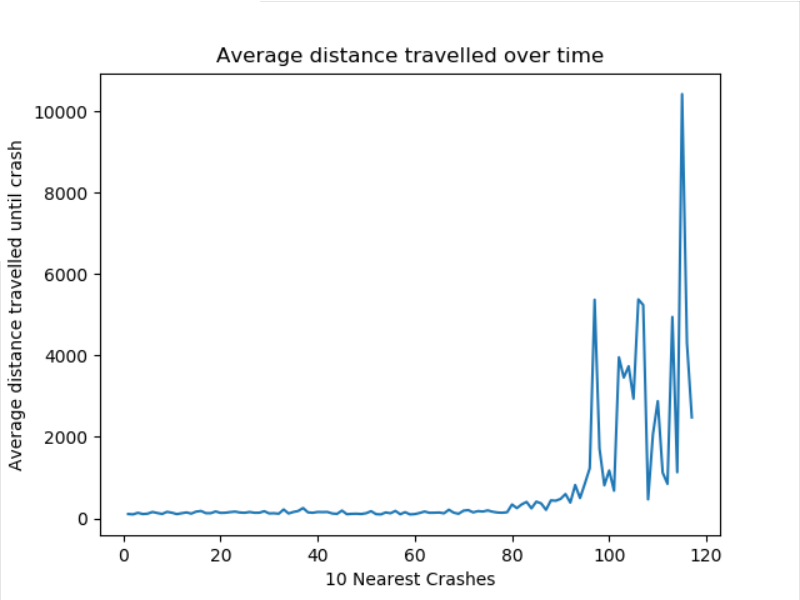 Average distance travelled over time
Average distance travelled until crash
10000
8000
6000
4000
2000
0
0 20 40 60 80 100 120
10 Nearest Crashes